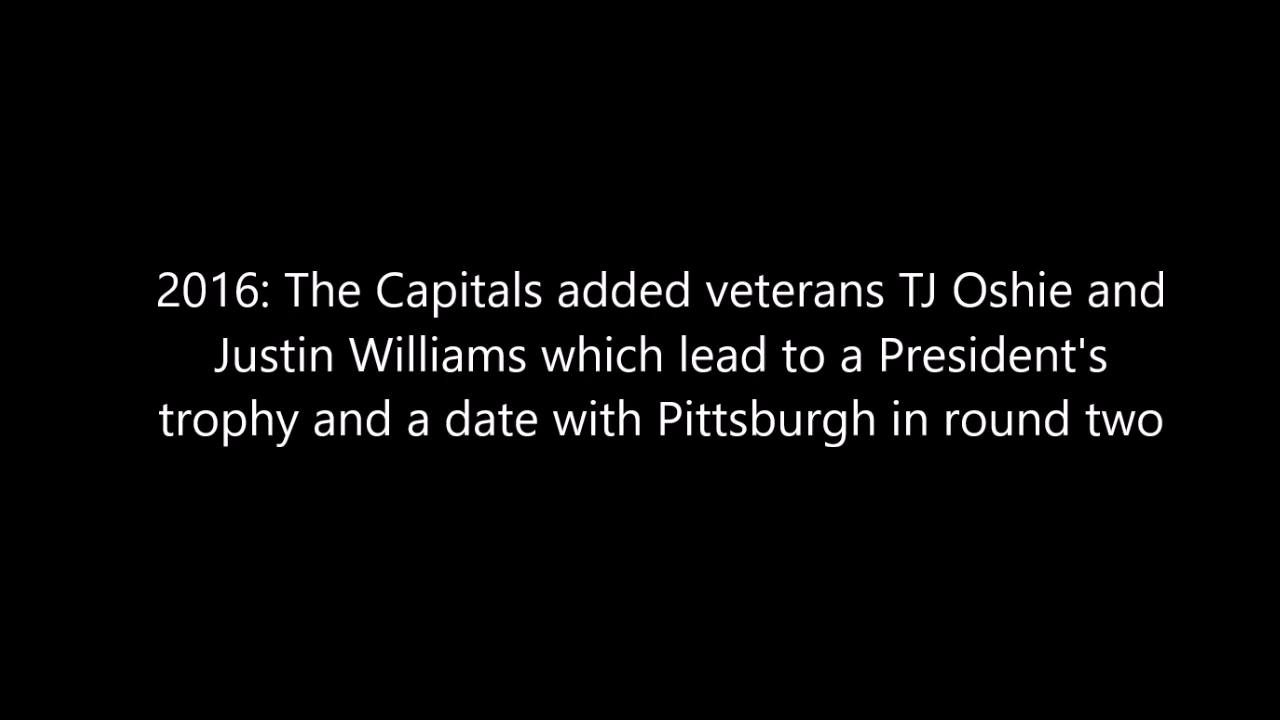 2016: The Capitals added veterans TJ Oshie and
Justin Williams which lead to a President's
trophy and a date with Pittsburgh in round two